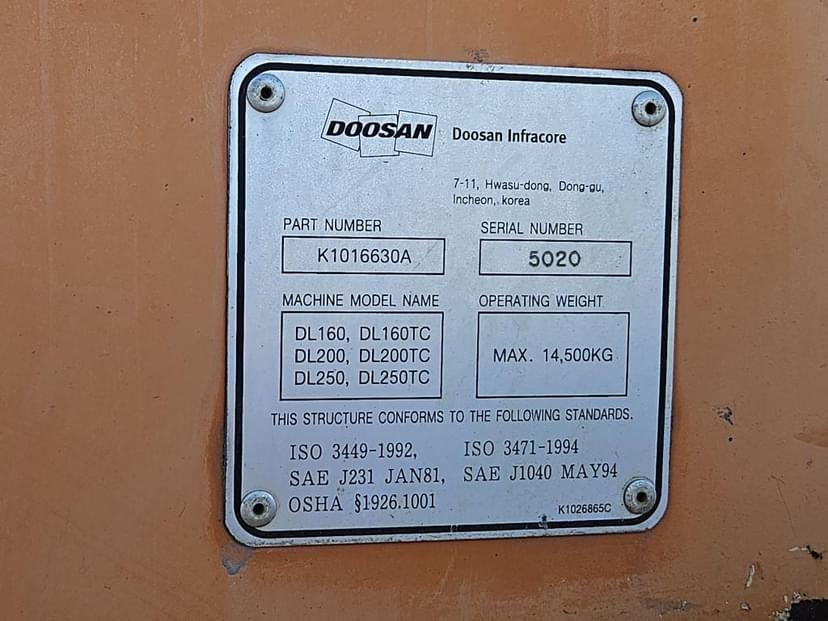 DOOSAN Doosan Infracore
7-11, Hwasu-dong, Dong-gu,
Incheon, korea
PART NUMBER SERIAL NUMBER
K1016630A 5020
MACHINE MODEL NAME OPERATING WEIGHT
DL160, DL160TC
DL200, DL200TC MAX. 14,500KG
DL250, DL250TC
THIS STRUCTURE CONFORMS TO THE FOLLOWING STANDARDS.
ISO 3449-1992, ISO 3471-1994
SAE J231 JAN81, SAE J1040 MAY94
OSHA §1926.1001
K1026865C